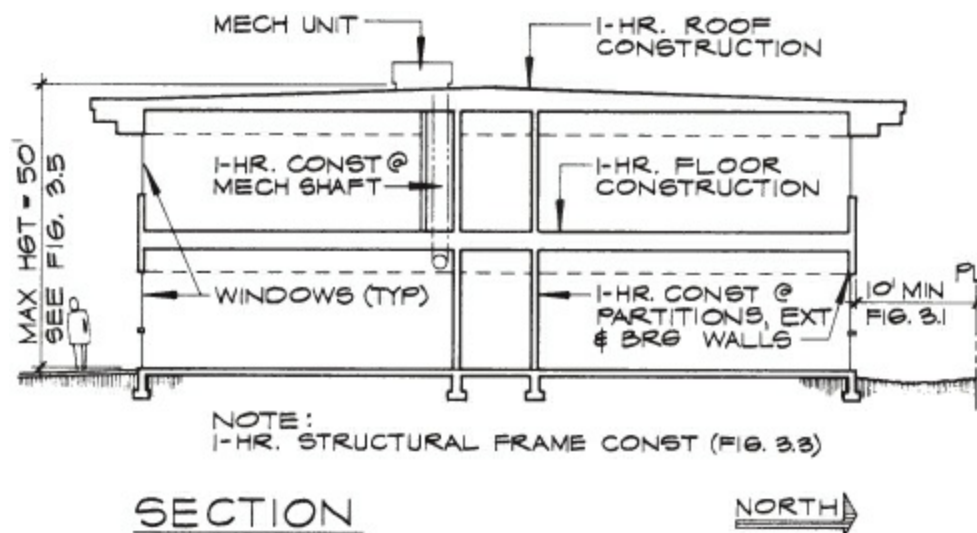 MECH UNIT
1-HR. ROOF
CONSTRUCTION
MAX HGT = 50'
SEE FIG. 3.5
1-HR. CONST @
MECH SHAFT
1-HR. FLOOR
CONSTRUCTION
WINDOWS (TYP)
1-HR. CONST @
PARTITIONS, EXT
& BRG WALLS
10' MIN
FIG. 3.1
NOTE:
1-HR. STRUCTURAL FRAME CONST (FIG. 3.3)
SECTION
NORTH